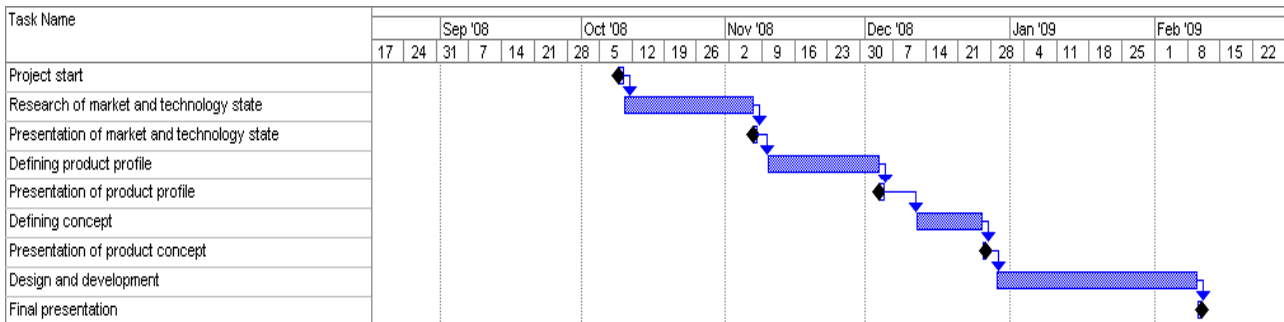 Task Name
Sep '08 Oct '08 Nov '08 Dec '08 Jan '09 Feb '09
17 24 31 7 14 21 28 5 12 19 26 2 9 16 23 30 7 14 21 28 4 11 18 25 1 8 15 22
Project start
Research of market and technology state
Presentation of market and technology state
Defining product profile
Presentation of product profile
Defining concept
Presentation of product concept
Design and development
Final presentation